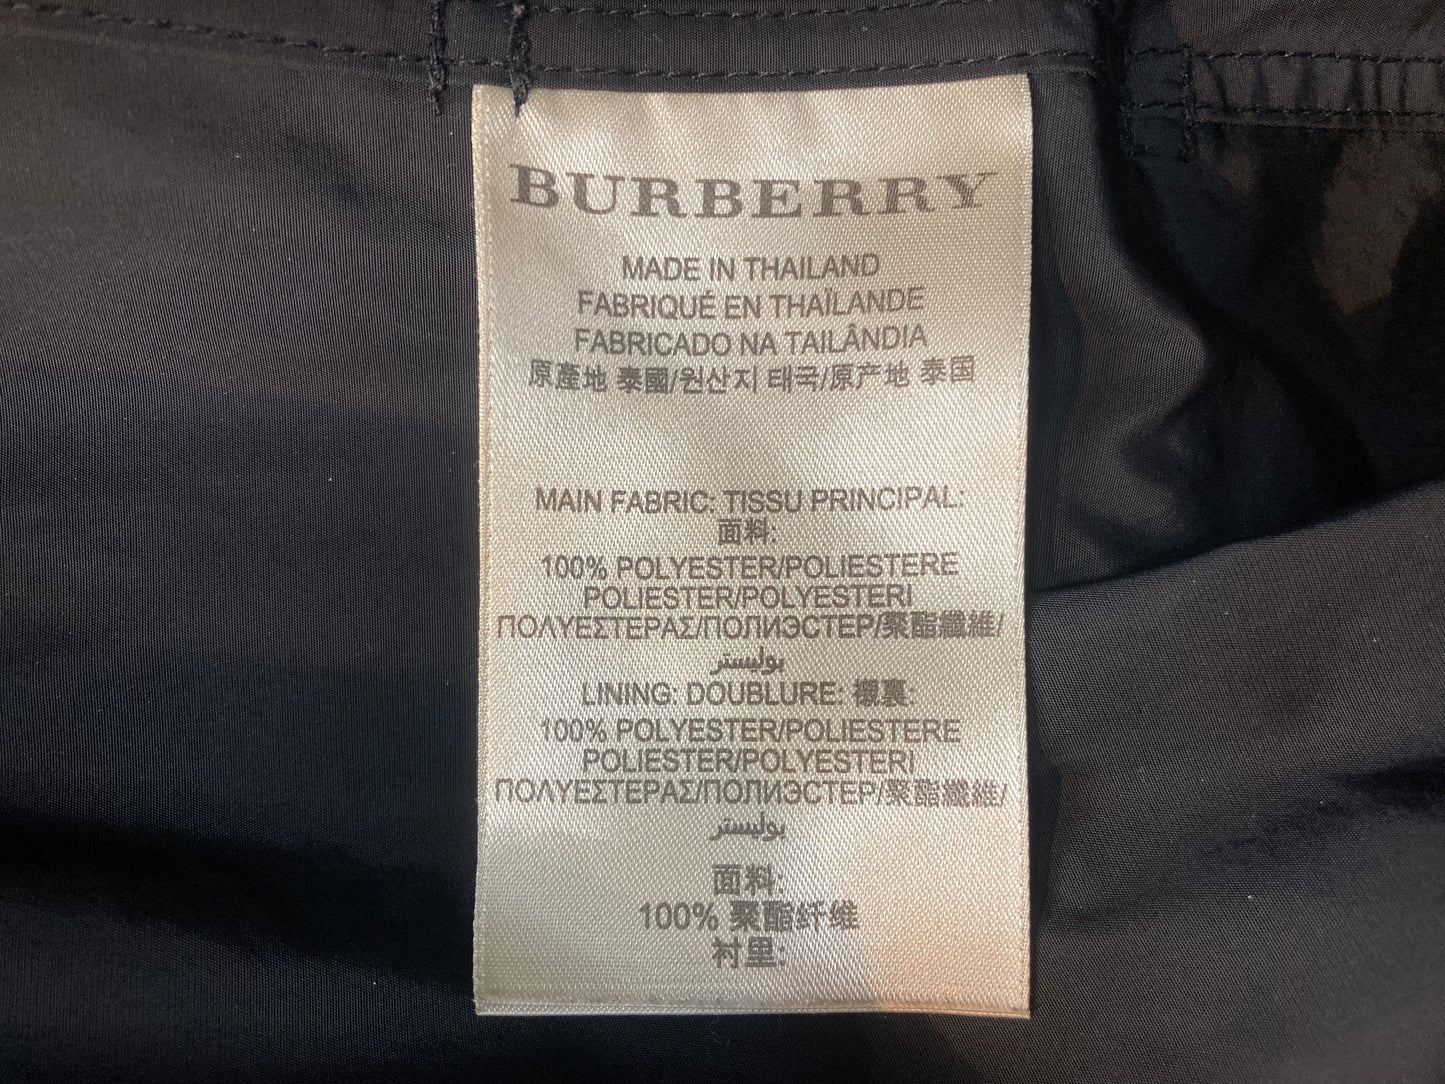 BURBERRY
MADE IN THAILAND
FABRIQUÉ EN THAÏLANDE
FABRICADO NA TAILÂNDIA
原產地 泰國/원산지 태국/原产地 泰国
MAIN FABRIC: TISSU PRINCIPAL:
面料:
100% POLYESTER/POLIESTERE
POLIESTER/POLYESTERI
ΠΟΛΥΕΣΤΕΡΑΣ/ПОЛИЭСТЕР/聚酯纖維/
بوليستر
LINING: DOUBLURE: 襯裏:
100% POLYESTER/POLIESTERE
POLIESTER/POLYESTERI
ΠΟΛΥΕΣΤΕΡΑΣ/ПОЛИЭСТЕР/聚酯纖維/
بوليستر
面料:
100% 聚酯纤维
衬里: